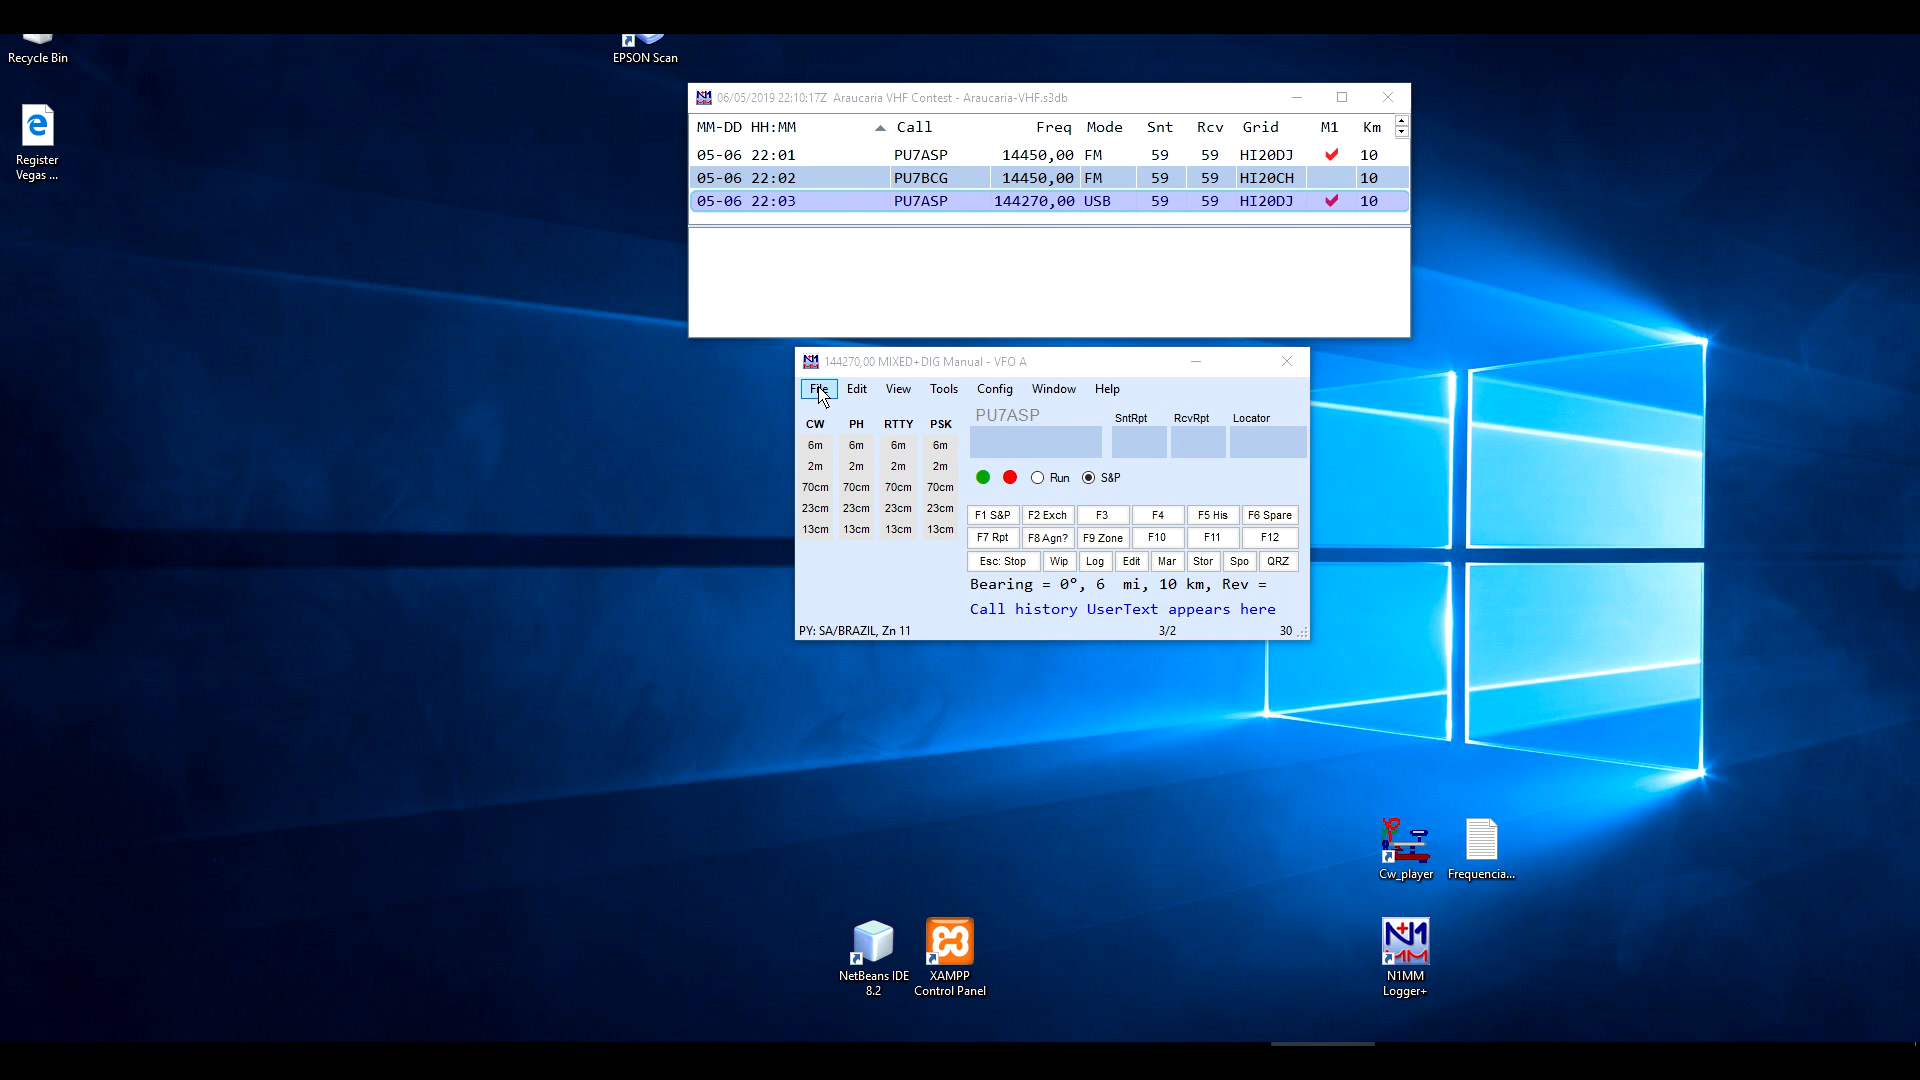 Recycle Bin
EPSON Scan
Register
Vegas ...
06/05/2019 22:10:17Z Araucaria VHF Contest - Araucaria-VHF.s3db
MM-DD HH:MM Call Freq Mode Snt Rcv Grid M1 Km
05-06 22:01 PU7ASP 14450,00 FM 59 59 HI20DJ 10
05-06 22:02 PU7BCG 14450,00 FM 59 59 HI20CH 10
05-06 22:03 PU7ASP 144270,00 USB 59 59 HI20DJ 10
144270,00 MIXED+DIG Manual - VFO A
File Edit View Tools Config Window Help
PU7ASP SntRpt RcvRpt Locator
CW PH RTTY PSK
6m 6m 6m 6m
2m 2m 2m 2m
70cm 70cm 70cm 70cm
23cm 23cm 23cm 23cm
13cm 13cm 13cm 13cm
Run S&P
F1 S&P F2 Exch F3 F4 F5 His F6 Spare
F7 Rpt F8 Agn? F9 Zone F10 F11 F12
Esc: Stop Wip Log Edit Mar Stor Spo QRZ
Bearing = 0°, 6 mi, 10 km, Rev =
Call history UserText appears here
PY: SA/BRAZIL, Zn 11 3/2 30
Cw_player
Frequencia...
NetBeans IDE
8.2
XAMPP
Control Panel
N1MM
N1MM
Logger+